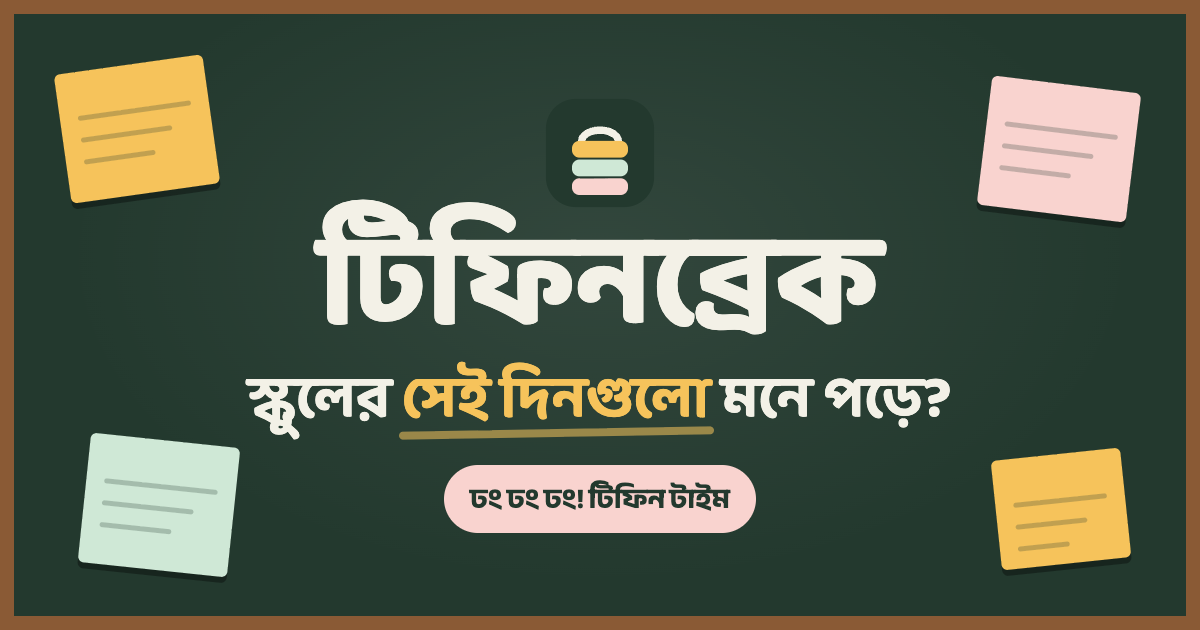 টিফিনব্রেক
স্কুলের সেই দিনগুলো মনে পড়ে?
ঢং ঢং ঢং! টিফিন টাইম